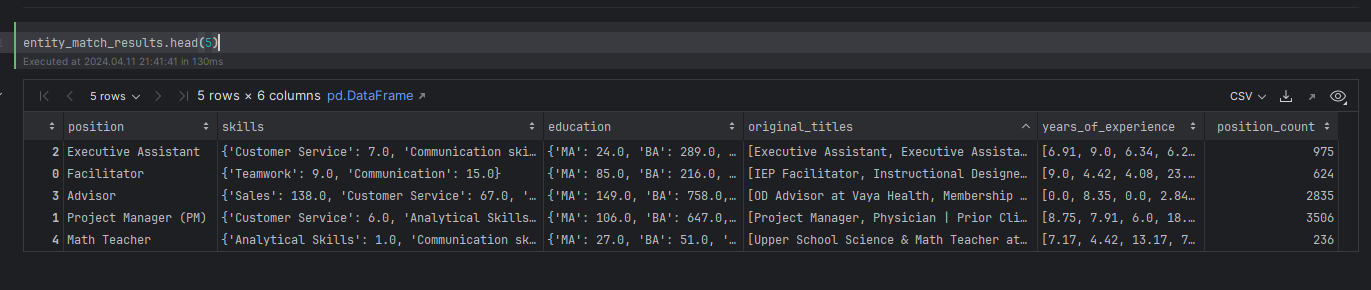 entity_match_results.head(5)
Executed at 2024.04.11 21:41:41 in 130ms
5 rows 5 rows × 6 columns pd.DataFrame CSV
position skills education original_titles years_of_experience position_count
2 Executive Assistant {'Customer Service': 7.0, 'Communication ski… {'MA': 24.0, 'BA': 289.0, … [Executive Assistant, Executive Assista… [6.91, 9.0, 6.34, 6.2… 975
0 Facilitator {'Teamwork': 9.0, 'Communication': 15.0} {'MA': 85.0, 'BA': 216.0, … [IEP Facilitator, Instructional Designe… [9.0, 4.42, 4.08, 23.… 624
3 Advisor {'Sales': 138.0, 'Customer Service': 67.0, '… {'MA': 149.0, 'BA': 758.0,… [OD Advisor at Vaya Health, Membership … [0.0, 8.35, 0.0, 2.84… 2835
1 Project Manager (PM) {'Customer Service': 6.0, 'Analytical Skills… {'MA': 106.0, 'BA': 647.0,… [Project Manager, Physician | Prior Cli… [8.75, 7.91, 6.0, 18.… 3506
4 Math Teacher {'Analytical Skills': 1.0, 'Communication sk… {'MA': 27.0, 'BA': 51.0, '… [Upper School Science & Math Teacher at… [7.17, 4.42, 13.17, 7… 236